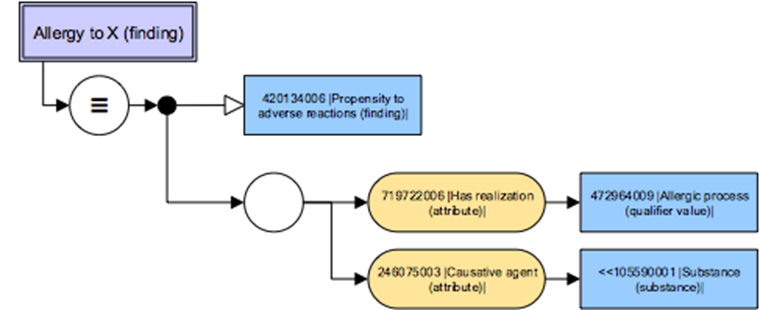 Allergy to X (finding)
≡
420134006 |Propensity to
adverse reactions (finding)|
719722006 |Has realization
(attribute)|
472964009 |Allergic process
(qualifier value)|
246075003 |Causative agent
(attribute)|
<<105590001 |Substance
(substance)|